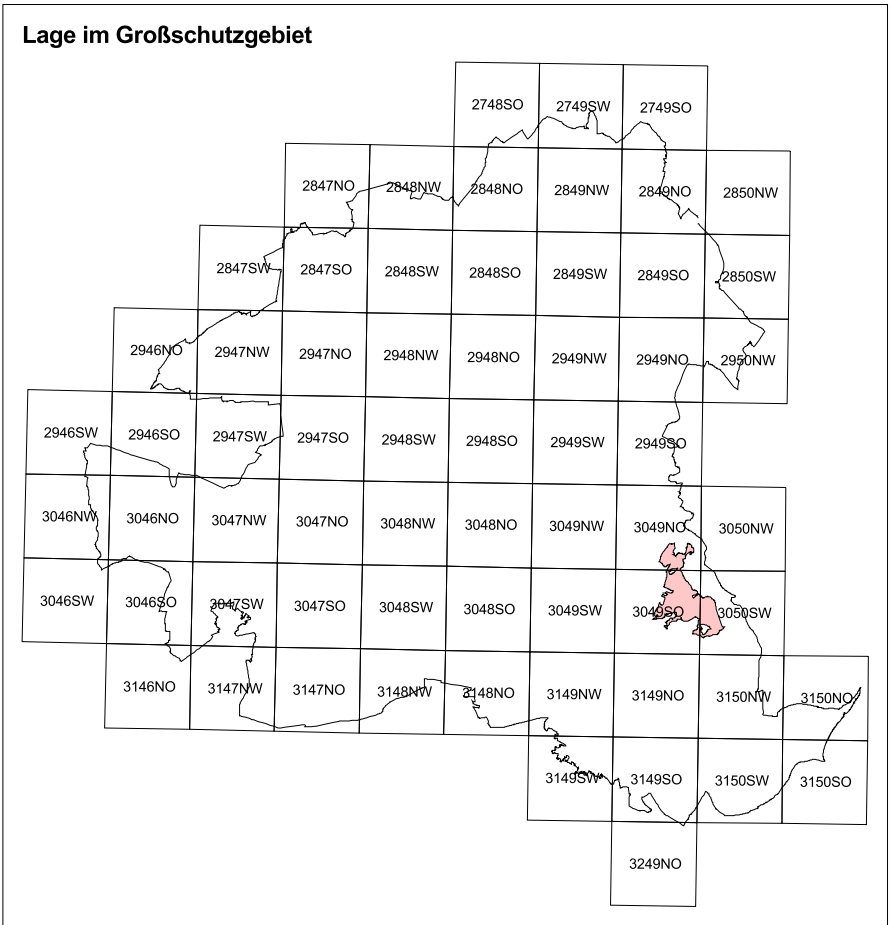 Lage im Großschutzgebiet
2748SO 2749SW 2749SO
2847NO 2848NW 2848NO 2849NW 2849NO 2850NW
2847SW 2847SO 2848SW 2848SO 2849SW 2849SO 2850SW
2946NO 2947NW 2947NO 2948NW 2948NO 2949NW 2949NO 2950NW
2946SW 2946SO 2947SW 2947SO 2948SW 2948SO 2949SW 2949SO
3046NW 3046NO 3047NW 3047NO 3048NW 3048NO 3049NW 3049NO 3050NW
3046SW 3046SO 3047SW 3047SO 3048SW 3048SO 3049SW 3049SO 3050SW
3146NO 3147NW 3147NO 3148NW 3148NO 3149NW 3149NO 3150NW 3150NO
3149SW 3149SO 3150SW 3150SO
3249NO